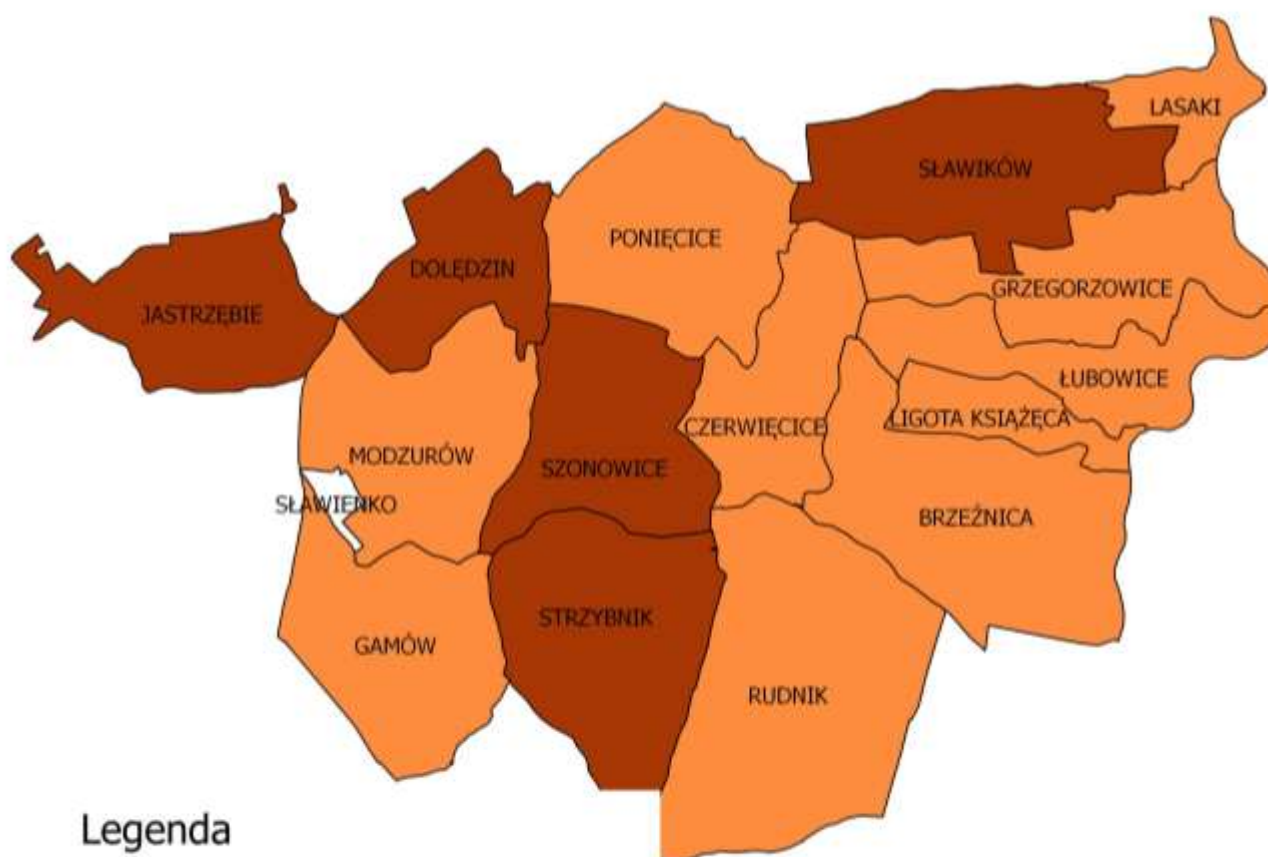 LASAKI
SŁAWIKÓW
PONIĘCICE
DOLĘDZIN
GRZEGORZOWICE
JASTRZĘBIE
ŁUBOWICE
LIGOTA KSIĄŻĘCA
CZERWIĘCICE
MODZURÓW
SZONOWICE
SŁAWIENKO
BRZEŹNICA
STRZYBNIK
GAMÓW
RUDNIK
Legenda